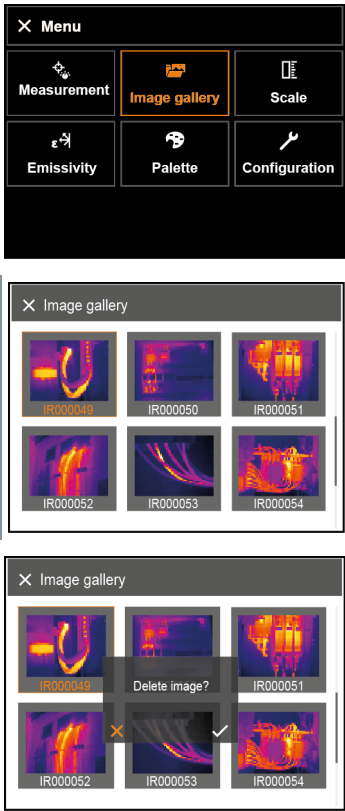 Menu
Measurement Image gallery Scale
ε Emissivity Palette Configuration
Image gallery
IR000049 IR000050 IR000051
IR000052 IR000053 IR000054
Image gallery
IR000049 Delete image? IR000051
IR000052 IR000053 IR000054